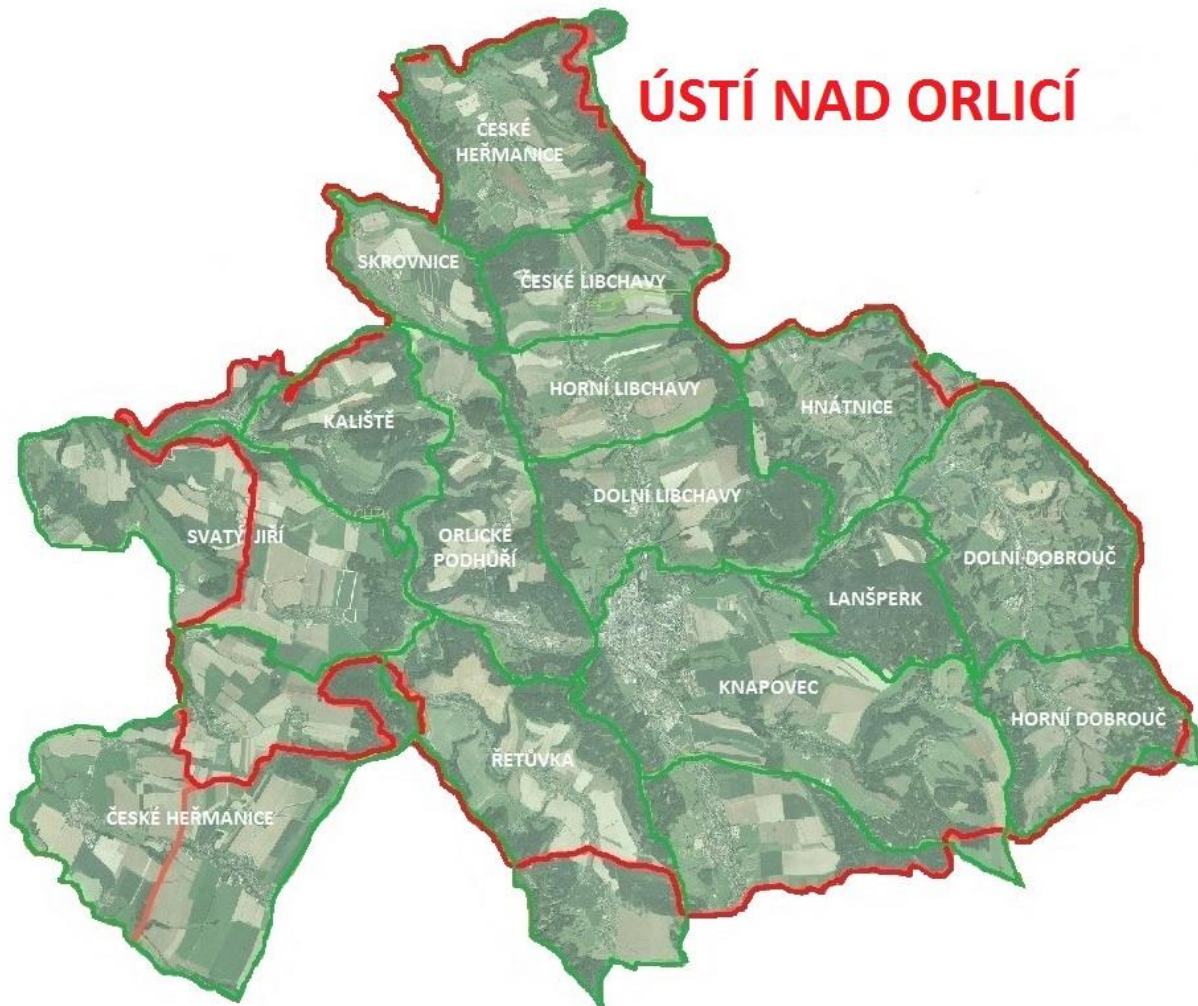 ÚSTÍ NAD ORLICÍ
ČESKÉ
HEŘMANICE
SKROVNICE
ČESKÉ LIBCHAVY
HORNÍ LIBCHAVY
HNÁTNICE
KALIŠTĚ
DOLNÍ LIBCHAVY
SVATÝ JIŘÍ
ORLICKÉ
PODHŮŘÍ
DOLNÍ DOBROUČ
LANŠPERK
KNAPOVEC
HORNÍ DOBROUČ
ŘETŮVKA
ČESKÉ HEŘMANICE